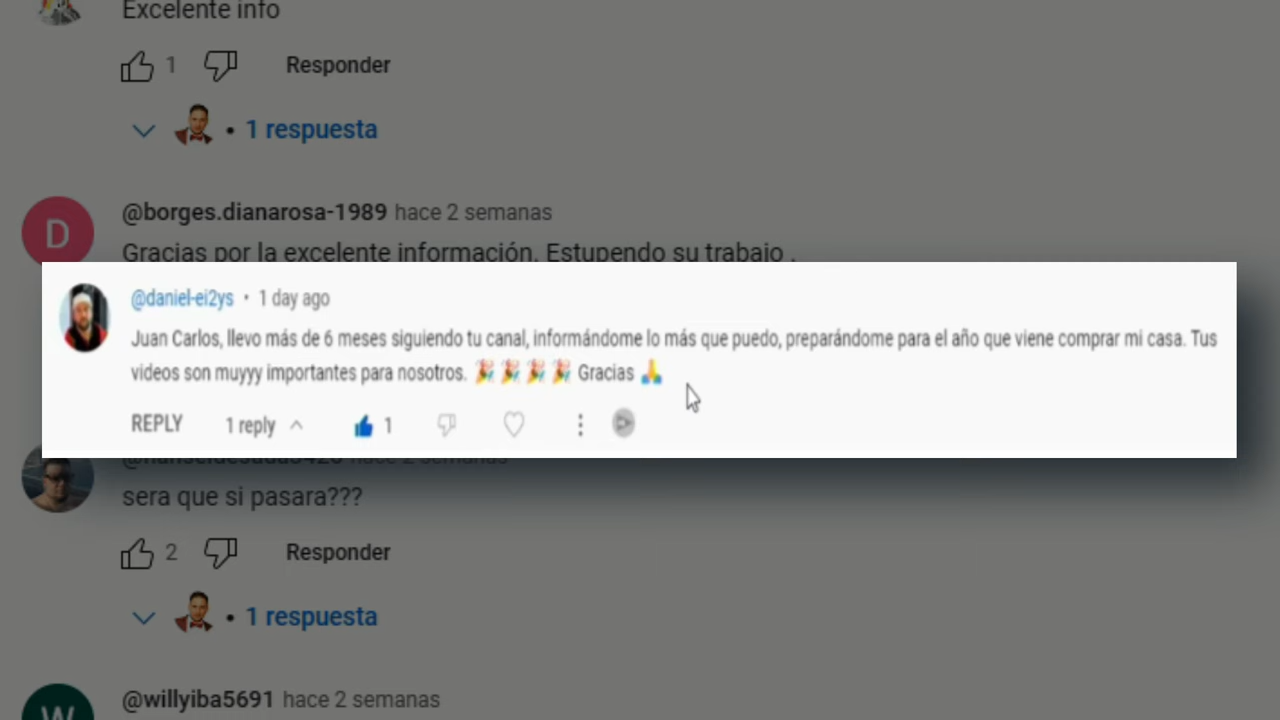 Excelente info
1 Responder
• 1 respuesta
D
@borges.dianarosa-1989 hace 2 semanas
Gracias por la excelente información. Estupendo su trabajo .
@daniel-ei2ys • 1 day ago
Juan Carlos, llevo más de 6 meses siguiendo tu canal, informándome lo más que puedo, preparándome para el año que viene comprar mi casa. Tus
videos son muyyy importantes para nosotros. 🎉🎉🎉🎉 Gracias 🙏
REPLY 1 reply 1
hace 2 semanas
sera que si pasara???
2 Responder
• 1 respuesta
W
@willyiba5691 hace 2 semanas